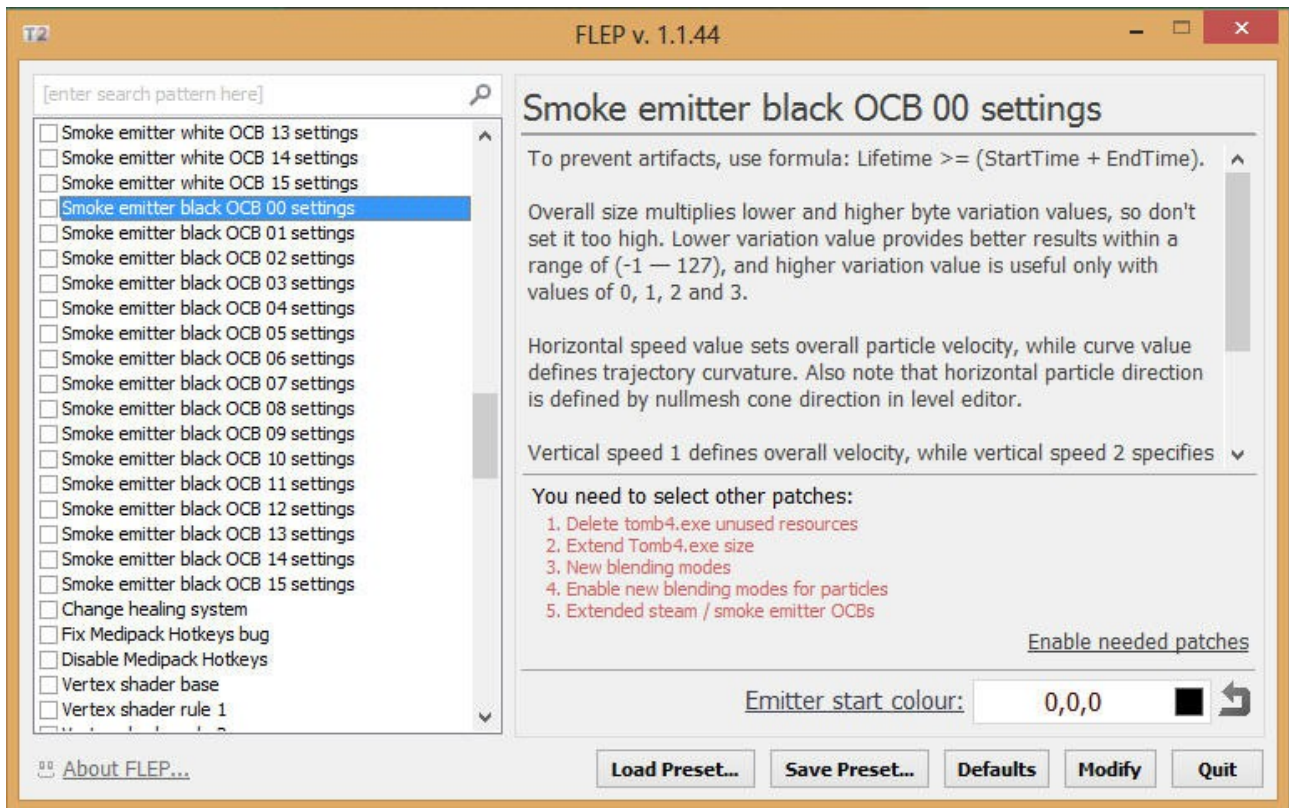 T2
FLEP v. 1.1.44
[enter search pattern here]
Smoke emitter white OCB 13 settings
Smoke emitter white OCB 14 settings
Smoke emitter white OCB 15 settings
Smoke emitter black OCB 00 settings
Smoke emitter black OCB 01 settings
Smoke emitter black OCB 02 settings
Smoke emitter black OCB 03 settings
Smoke emitter black OCB 04 settings
Smoke emitter black OCB 05 settings
Smoke emitter black OCB 06 settings
Smoke emitter black OCB 07 settings
Smoke emitter black OCB 08 settings
Smoke emitter black OCB 09 settings
Smoke emitter black OCB 10 settings
Smoke emitter black OCB 11 settings
Smoke emitter black OCB 12 settings
Smoke emitter black OCB 13 settings
Smoke emitter black OCB 14 settings
Smoke emitter black OCB 15 settings
Change healing system
Fix Medipack Hotkeys bug
Disable Medipack Hotkeys
Vertex shader base
Vertex shader rule 1
Smoke emitter black OCB 00 settings
To prevent artifacts, use formula: Lifetime >= (StartTime + EndTime).
Overall size multiplies lower and higher byte variation values, so don't
set it too high. Lower variation value provides better results within a
range of (-1 — 127), and higher variation value is useful only with
values of 0, 1, 2 and 3.
Horizontal speed value sets overall particle velocity, while curve value
defines trajectory curvature. Also note that horizontal particle direction
is defined by nullmesh cone direction in level editor.
Vertical speed 1 defines overall velocity, while vertical speed 2 specifies
You need to select other patches:
1. Delete tomb4.exe unused resources
2. Extend Tomb4.exe size
3. New blending modes
4. Enable new blending modes for particles
5. Extended steam / smoke emitter OCBs
Enable needed patches
Emitter start colour:
0,0,0
About FLEP...
Load Preset...
Save Preset...
Defaults
Modify
Quit